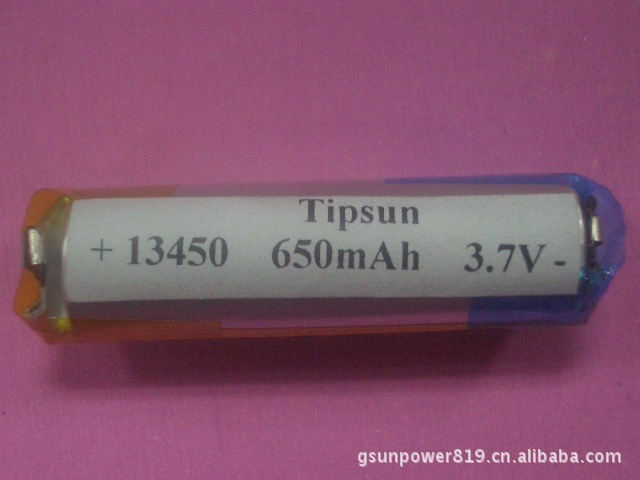 Tipsun
+ 13450 650mAh 3.7V -
gsunpower819.cn.alibaba.com